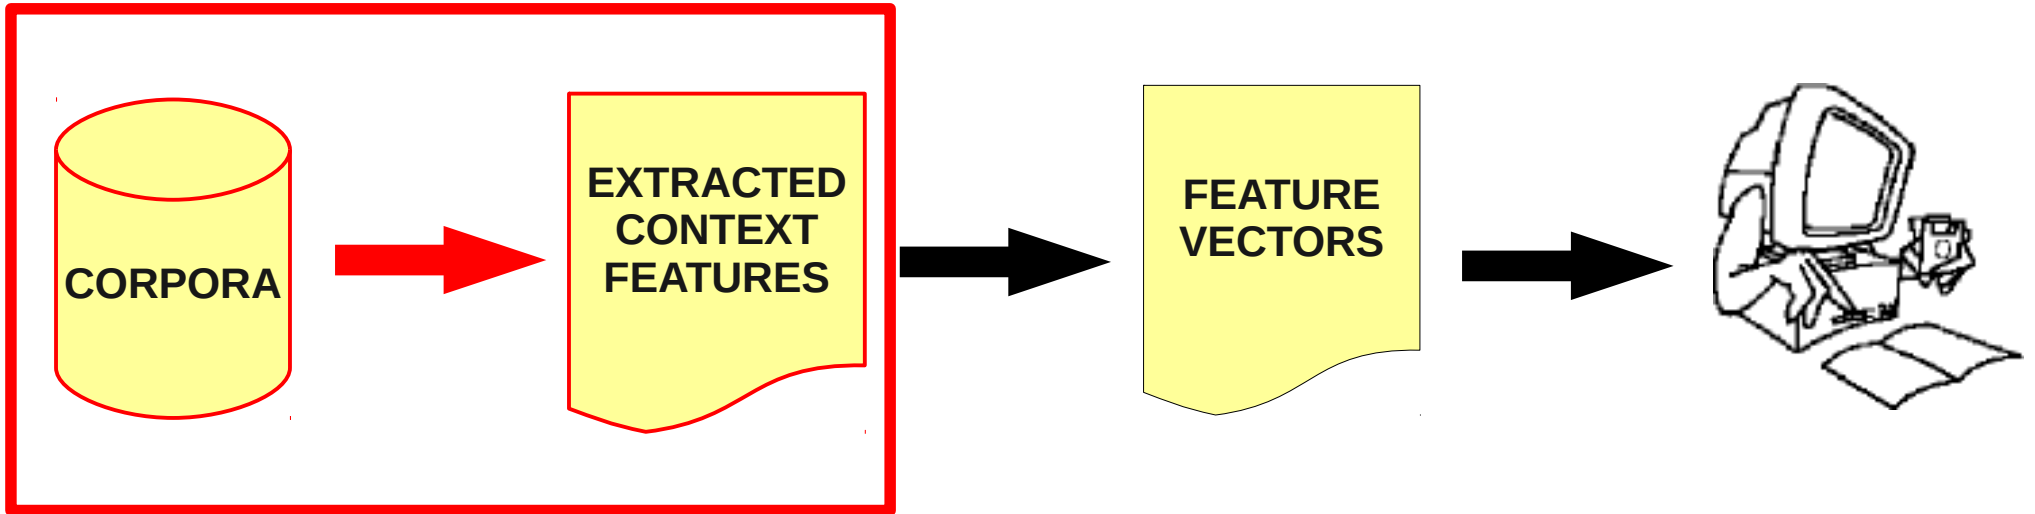 CORPORA
EXTRACTED
CONTEXT
FEATURES
FEATURE
VECTORS